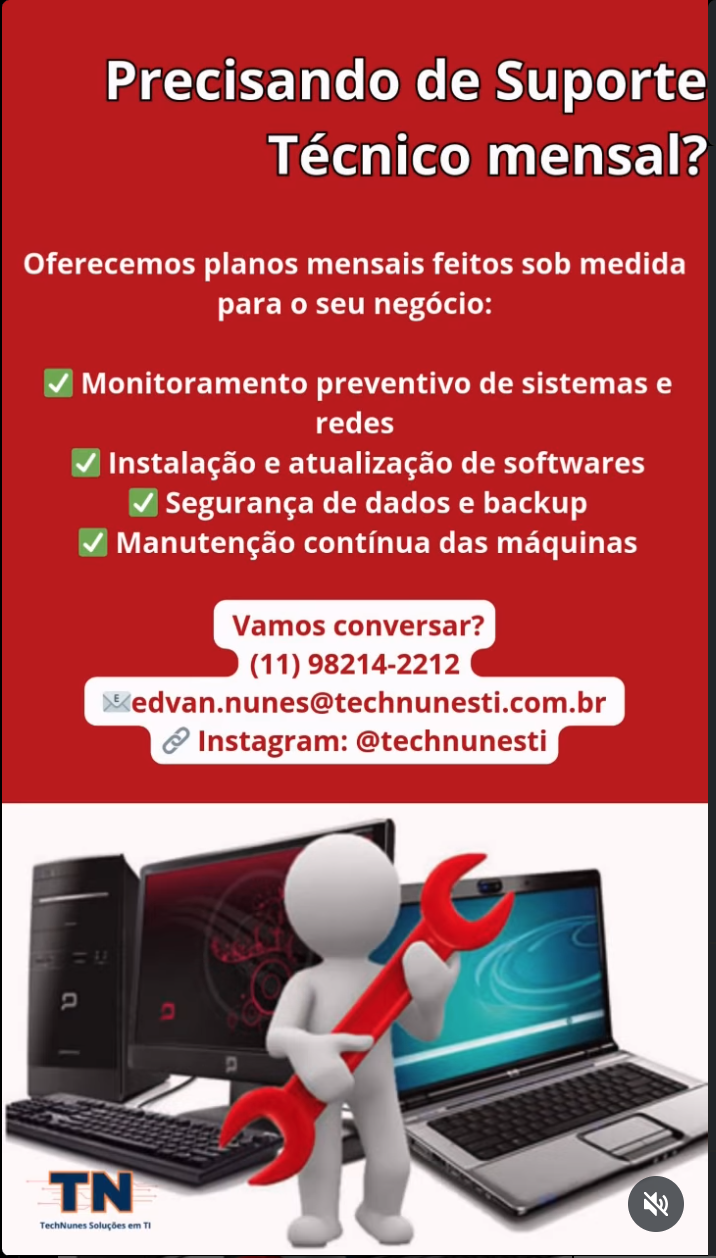 Precisando de Suporte
Técnico mensal?
Oferecemos planos mensais feitos sob medida
para o seu negócio:
✅ Monitoramento preventivo de sistemas e
redes
✅ Instalação e atualização de softwares
✅ Segurança de dados e backup
✅ Manutenção contínua das máquinas
Vamos conversar?
(11) 98214-2212
📧edvan.nunes@technunesti.com.br
🔗 Instagram: @technunesti
TN
TechNunes Soluções em TI